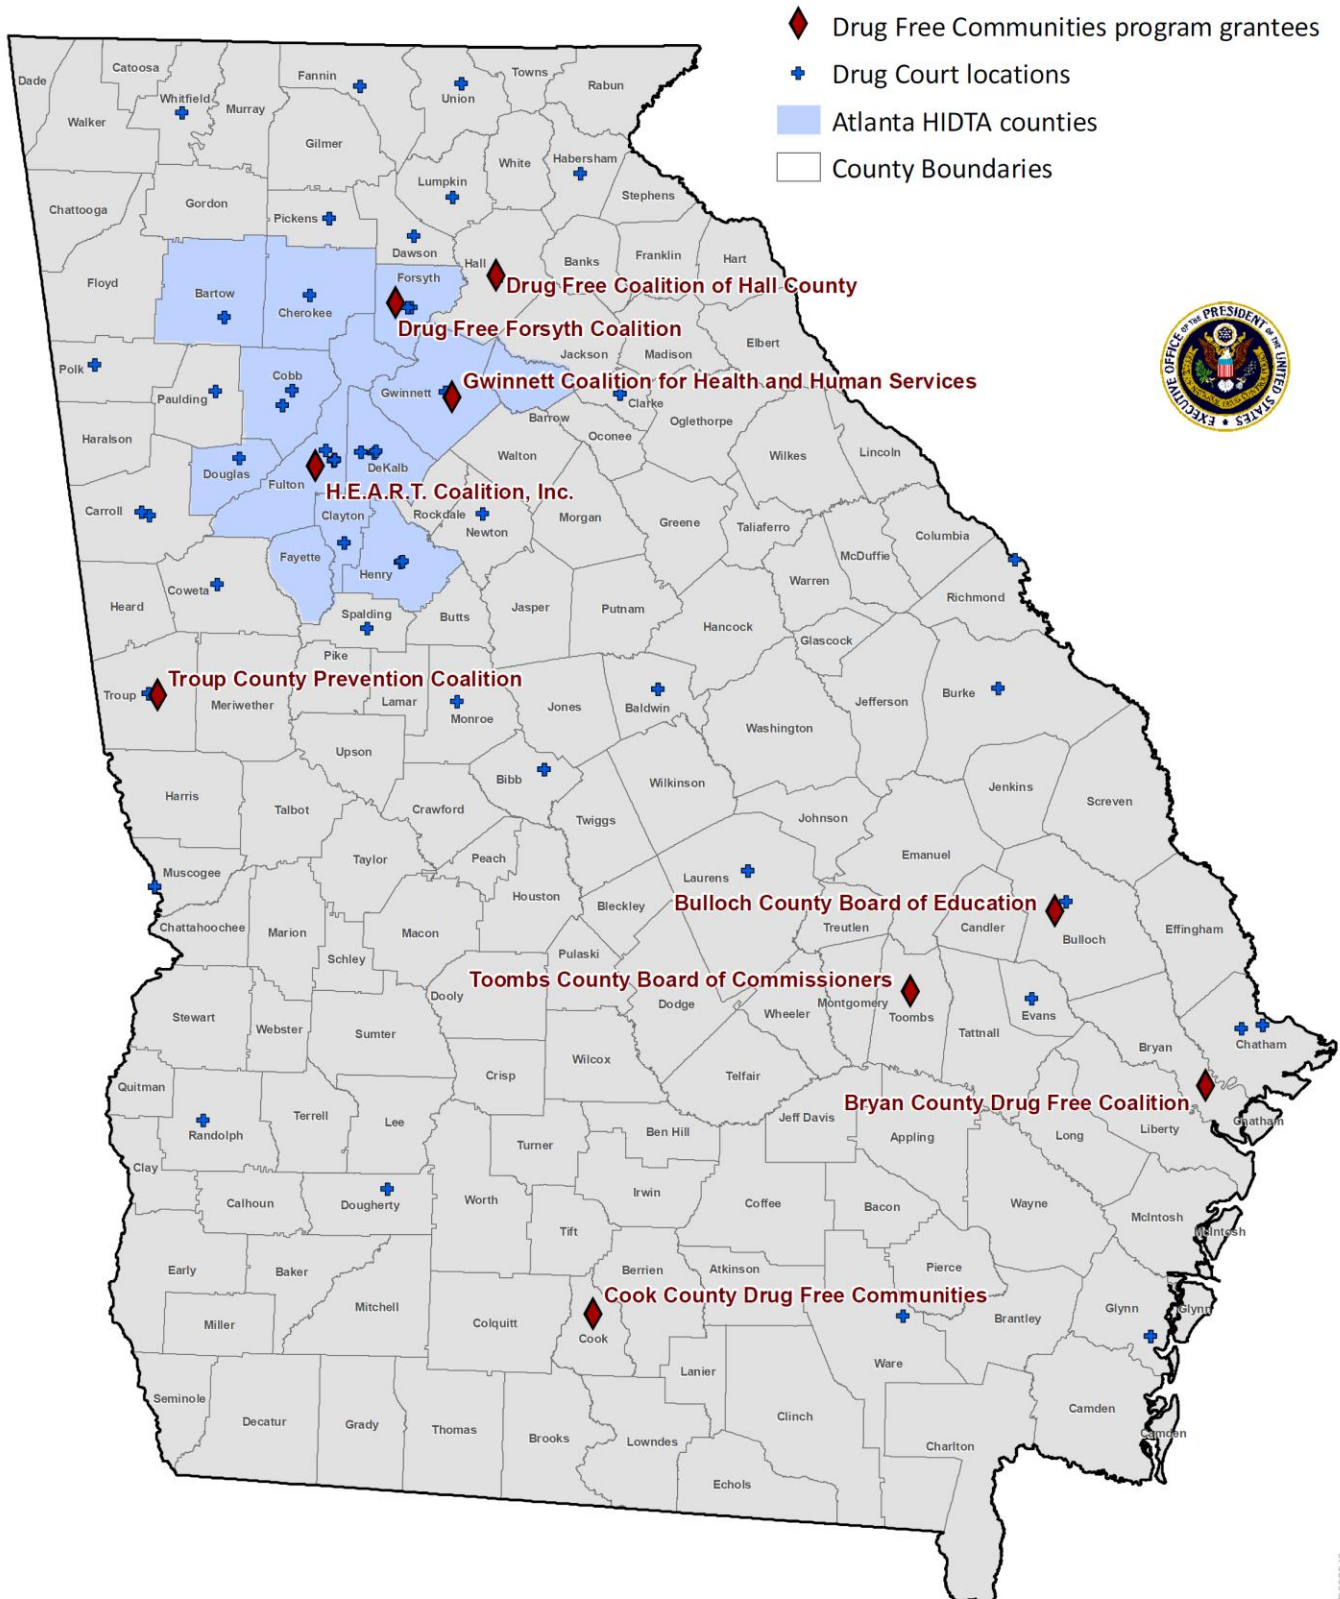 Drug Free Communities program grantees
Drug Court locations
Atlanta HIDTA counties
County Boundaries
Dade
Catoosa
Whitfield
Murray
Fannin
Union
Towns
Rabun
Walker
Gilmer
White
Habersham
Lumpkin
Stephens
Chattooga
Gordon
Pickens
Dawson
Hall
Banks
Franklin
Hart
Floyd
Bartow
Cherokee
Forsyth
Drug Free Coalition of Hall County
Drug Free Forsyth Coalition
Elbert
Jackson
Madison
Polk
Paulding
Cobb
Gwinnett
Gwinnett Coalition for Health and Human Services
Clarke
Barrow
Oconee
Oglethorpe
Haralson
Walton
Wilkes
Lincoln
Douglas
Fulton
DeKalb
H.E.A.R.T. Coalition, Inc.
Carroll
Clayton
Rockdale
Newton
Morgan
Greene
Taliaferro
Columbia
McDuffie
Fayette
Henry
Warren
Richmond
Coweta
Heard
Spalding
Butts
Jasper
Putnam
Hancock
Glascock
Pike
Troup County Prevention Coalition
Troup
Meriwether
Lamar
Monroe
Jones
Baldwin
Jefferson
Burke
Washington
Upson
Bibb
Wilkinson
Jenkins
Screven
Harris
Talbot
Crawford
Twiggs
Johnson
Taylor
Peach
Emanuel
Muscogee
Laurens
Houston
Bleckley
Bulloch County Board of Education
Treutlen
Candler
Bulloch
Effingham
Chattahoochee
Marion
Macon
Schley
Pulaski
Toombs County Board of Commissioners
Dooly
Dodge
Montgomery
Wheeler
Toombs
Evans
Tattnall
Stewart
Webster
Sumter
Chatham
Bryan
Wilcox
Crisp
Telfair
Quitman
Bryan County Drug Free Coalition
Terrell
Lee
Randolph
Jeff Davis
Appling
Long
Liberty
Chatham
Ben Hill
Turner
Clay
Calhoun
Dougherty
Worth
Irwin
Coffee
Bacon
Wayne
McIntosh
McIntosh
Tift
Early
Baker
Berrien
Atkinson
Pierce
Cook County Drug Free Communities
Mitchell
Miller
Colquitt
Cook
Brantley
Glynn
Glynn
Lanier
Ware
Seminole
Decatur
Grady
Thomas
Brooks
Lowndes
Clinch
Camden
Camden
Charlton
Echols
EXECUTIVE OFFICE OF THE PRESIDENT OF THE UNITED STATES